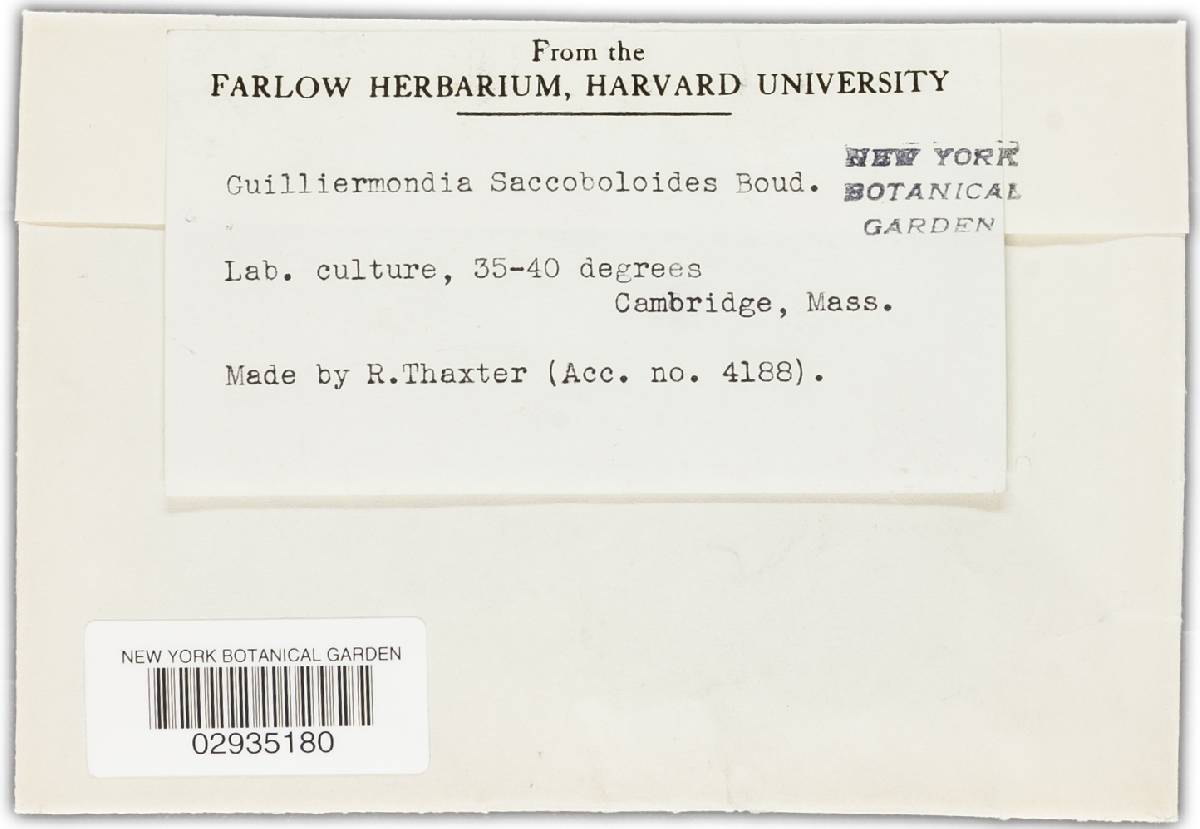 From the
FARLOW HERBARIUM, HARVARD UNIVERSITY
Guilliermondia Saccoboloides Boud.
NEW YORK
BOTANICAL
GARDEN
Lab. culture, 35-40 degrees
Cambridge, Mass.
Made by R.Thaxter (Acc. no. 4188).
NEW YORK BOTANICAL GARDEN
02935180